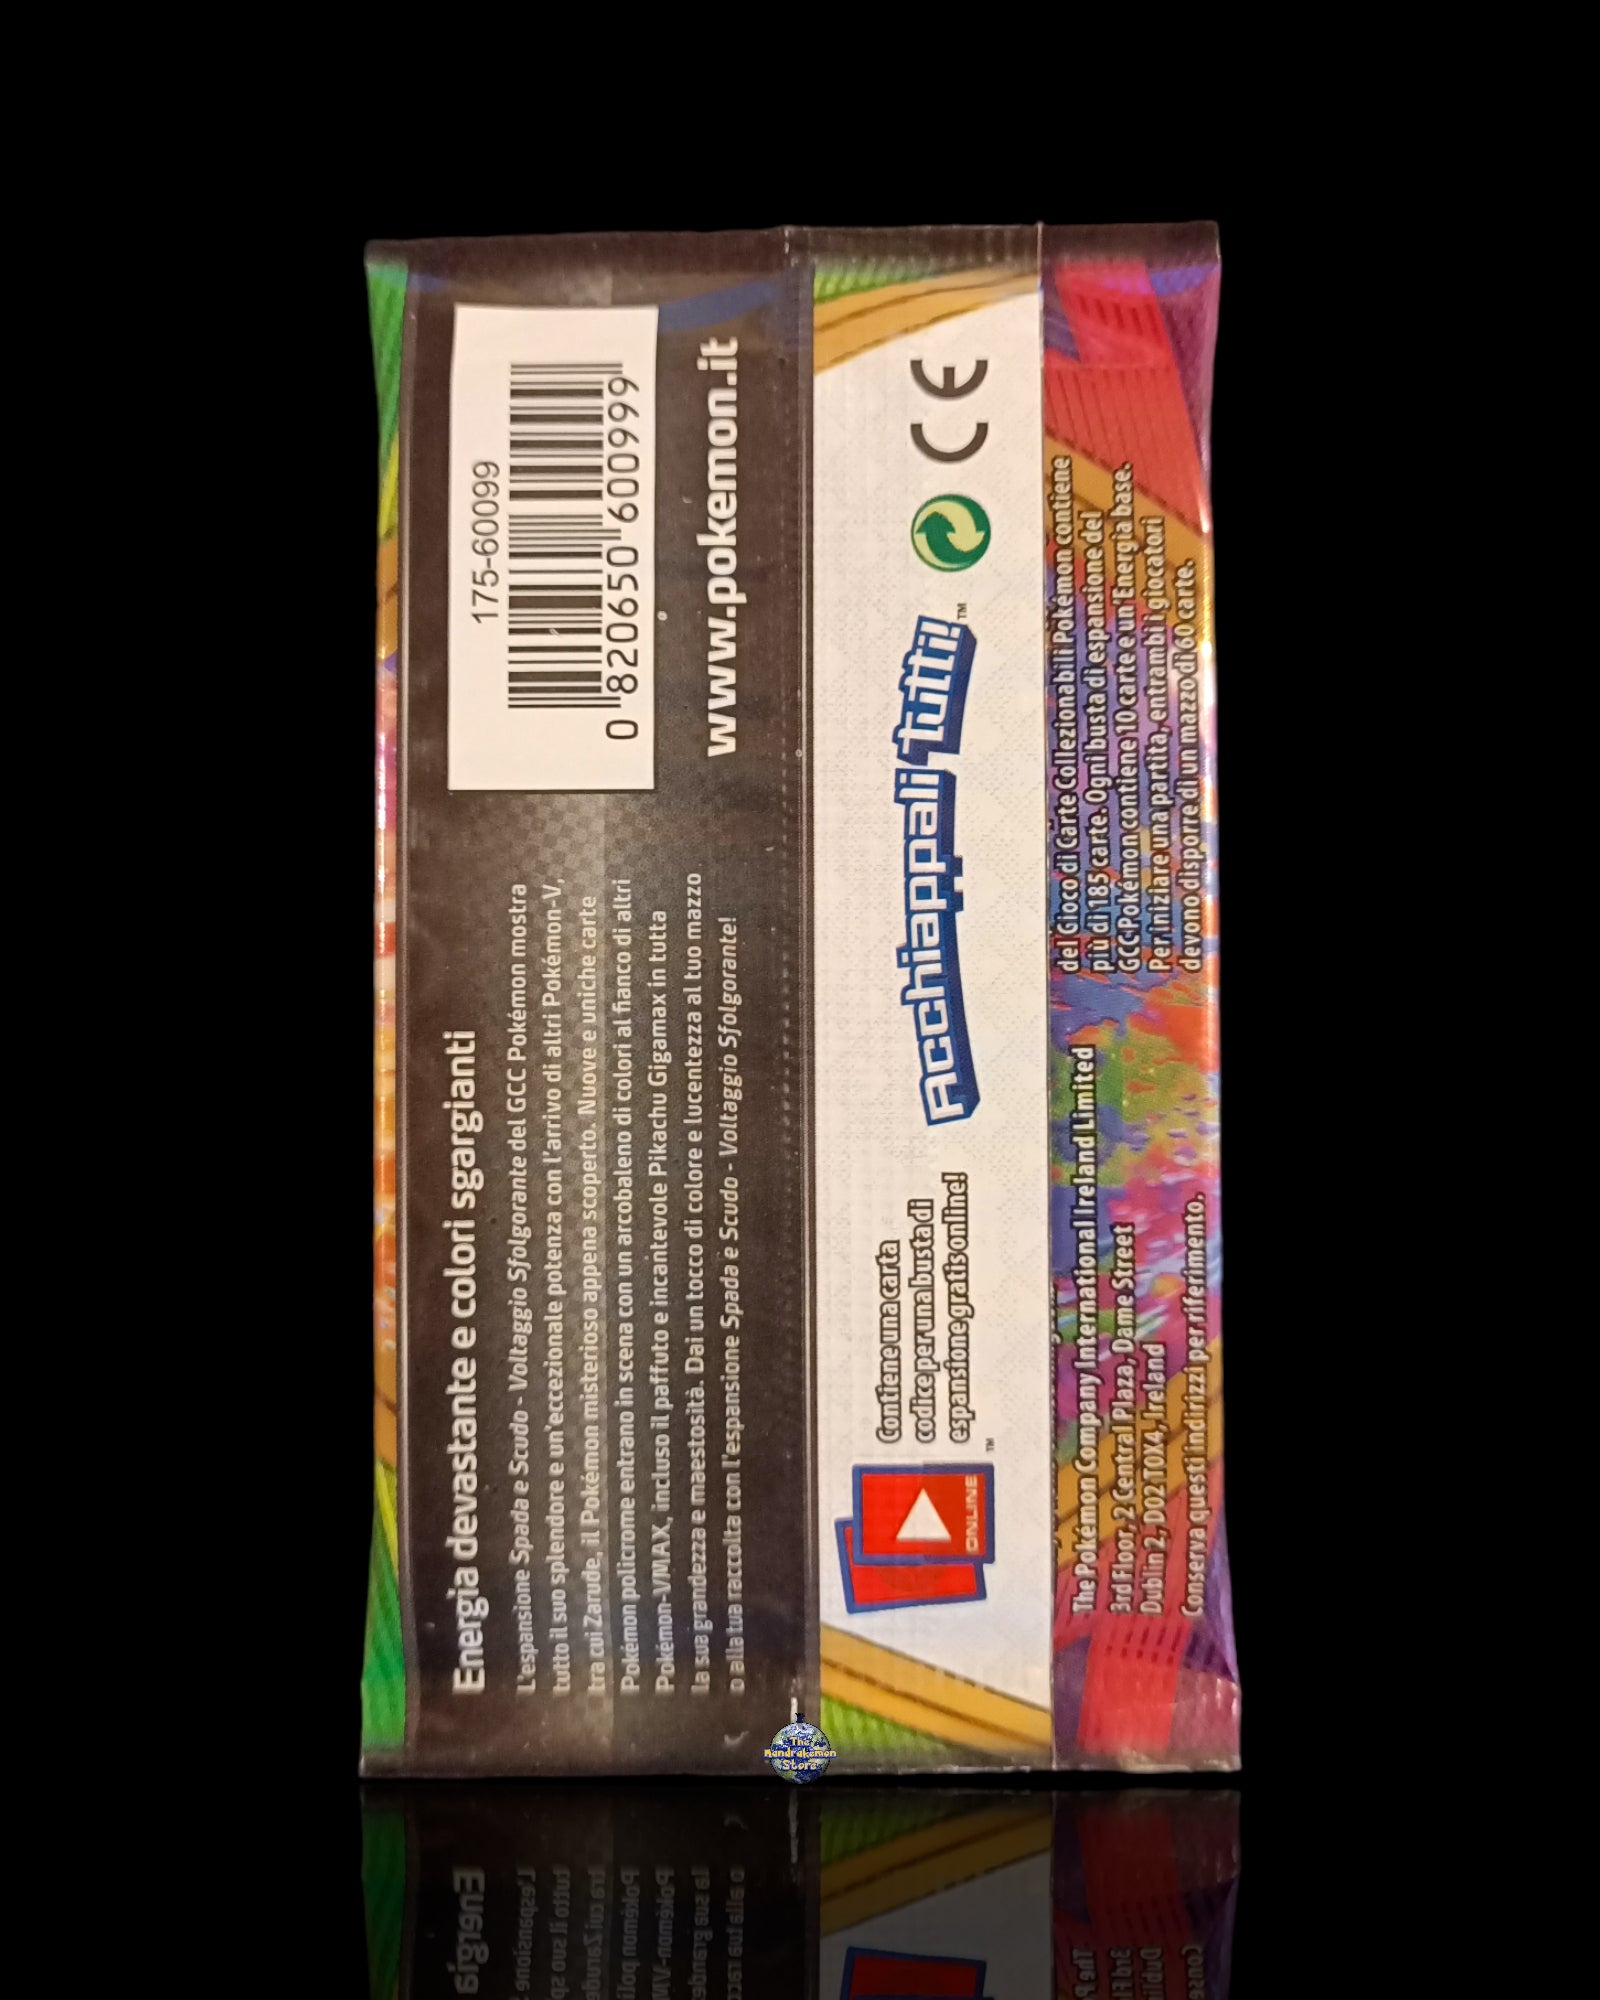 Energia devastante e colori sgargianti
L'espansione Spada e Scudo - Voltaggio Sfolgorante del GCC Pokémon mostra
tutto il suo splendore e un'eccezionale potenza con l'arrivo di altri Pokémon-V,
tra cui Zarude, il Pokémon misterioso appena scoperto. Nuove e uniche carte
Pokémon policrome entrano in scena con un arcobaleno di colori al fianco di altri
Pokémon-VMAX, incluso il paffuto e incantevole Pikachu Gigamax in tutta
la sua grandezza e maestosità. Dai un tocco di colore e lucentezza al tuo mazzo
o alla tua raccolta con l'espansione Spada e Scudo - Voltaggio Sfolgorante!
175-60099
0 820650 600999
www.pokemon.it
ONLINE
™
Contiene una carta
codice per una busta di
espansione gratis online!
Acchiappali tutti!™
CE
The Pokémon Company International Ireland Limited
3rd Floor, 2 Central Plaza, Dame Street
Dublin 2, D02 T0X4, Ireland
Conserva questi indirizzi per riferimento.
del Gioco di Carte Collezionabili Pokémon contiene
più di 185 carte. Ogni busta di espansione del
GCC Pokémon contiene 10 carte e un'Energia base.
Per iniziare una partita, entrambi i giocatori
devono disporre di un mazzo di 60 carte.
The
Mandrakemon
Store